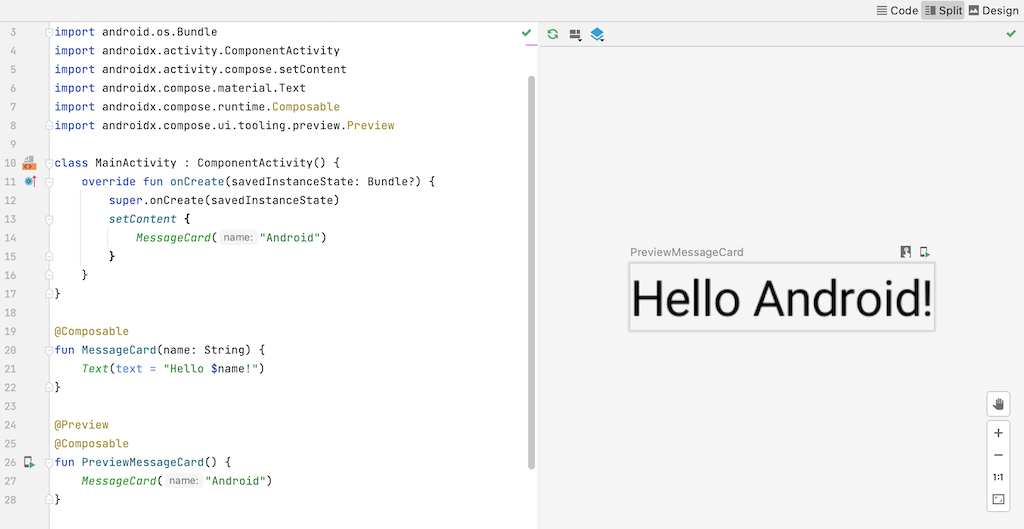 Code Split Design
3 import android.os.Bundle
4 import androidx.activity.ComponentActivity
5 import androidx.activity.compose.setContent
6 import androidx.compose.material.Text
7 import androidx.compose.runtime.Composable
8 import androidx.compose.ui.tooling.preview.Preview
9
10 class MainActivity : ComponentActivity() {
11 override fun onCreate(savedInstanceState: Bundle?) {
12 super.onCreate(savedInstanceState)
13 setContent {
14 MessageCard( name: "Android")
15 }
16 }
17 }
18
19 @Composable
20 fun MessageCard(name: String) {
21 Text(text = "Hello $name!")
22 }
23
24 @Preview
25 @Composable
26 fun PreviewMessageCard() {
27 MessageCard( name: "Android")
28 }
PreviewMessageCard
Hello Android!
+
−
1:1